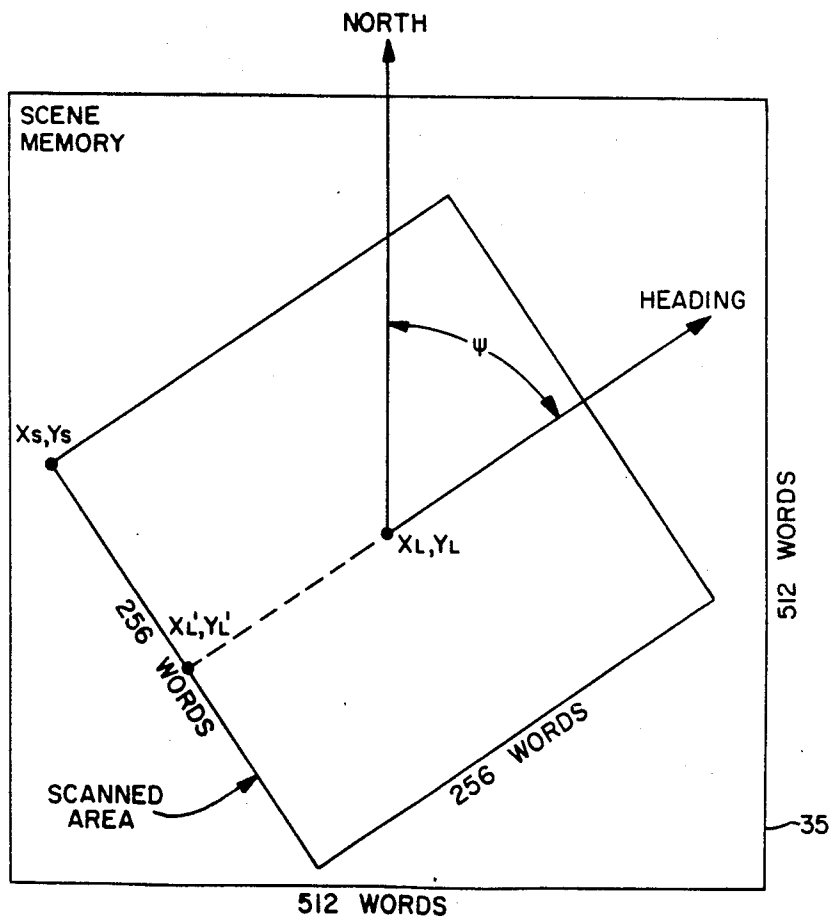 NORTH
SCENE
MEMORY
HEADING
ψ
Xs,Ys
XL,YL
512 WORDS
XL',YL'
256 WORDS
256 WORDS
SCANNED
AREA
35
512 WORDS